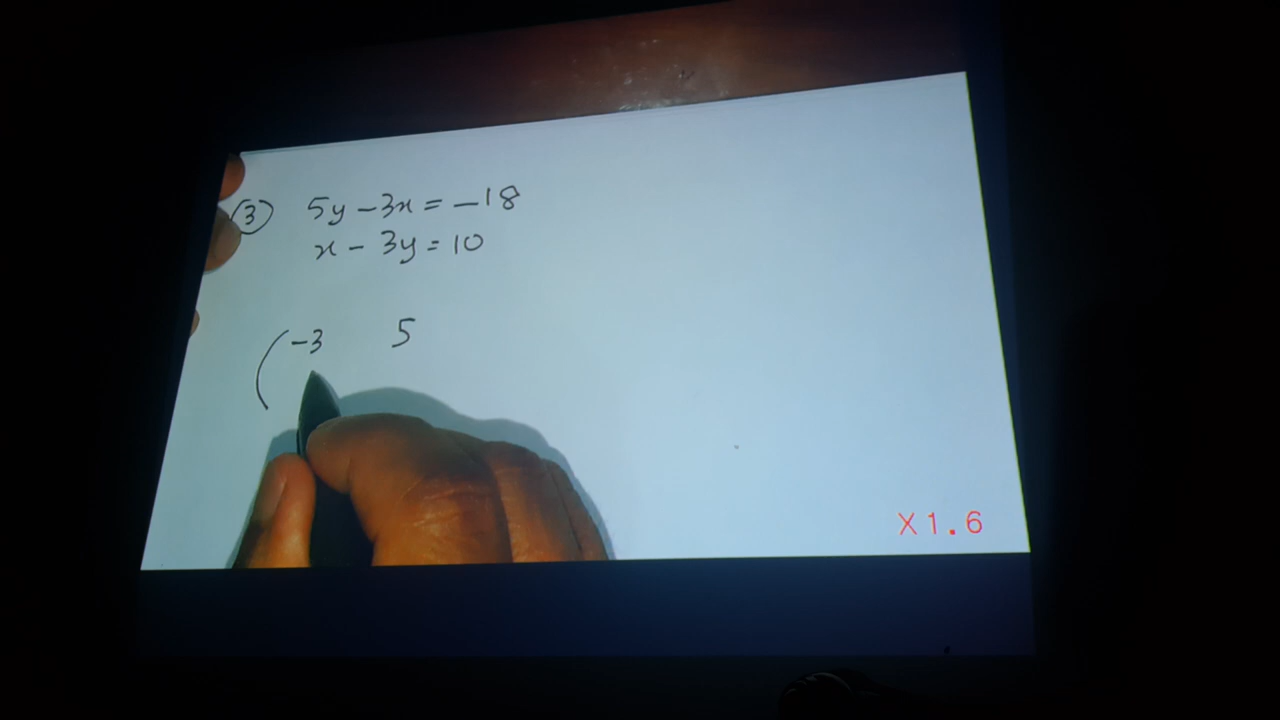 ③ 5y - 3x = -18
x - 3y = 10
( -3 5
X1.6